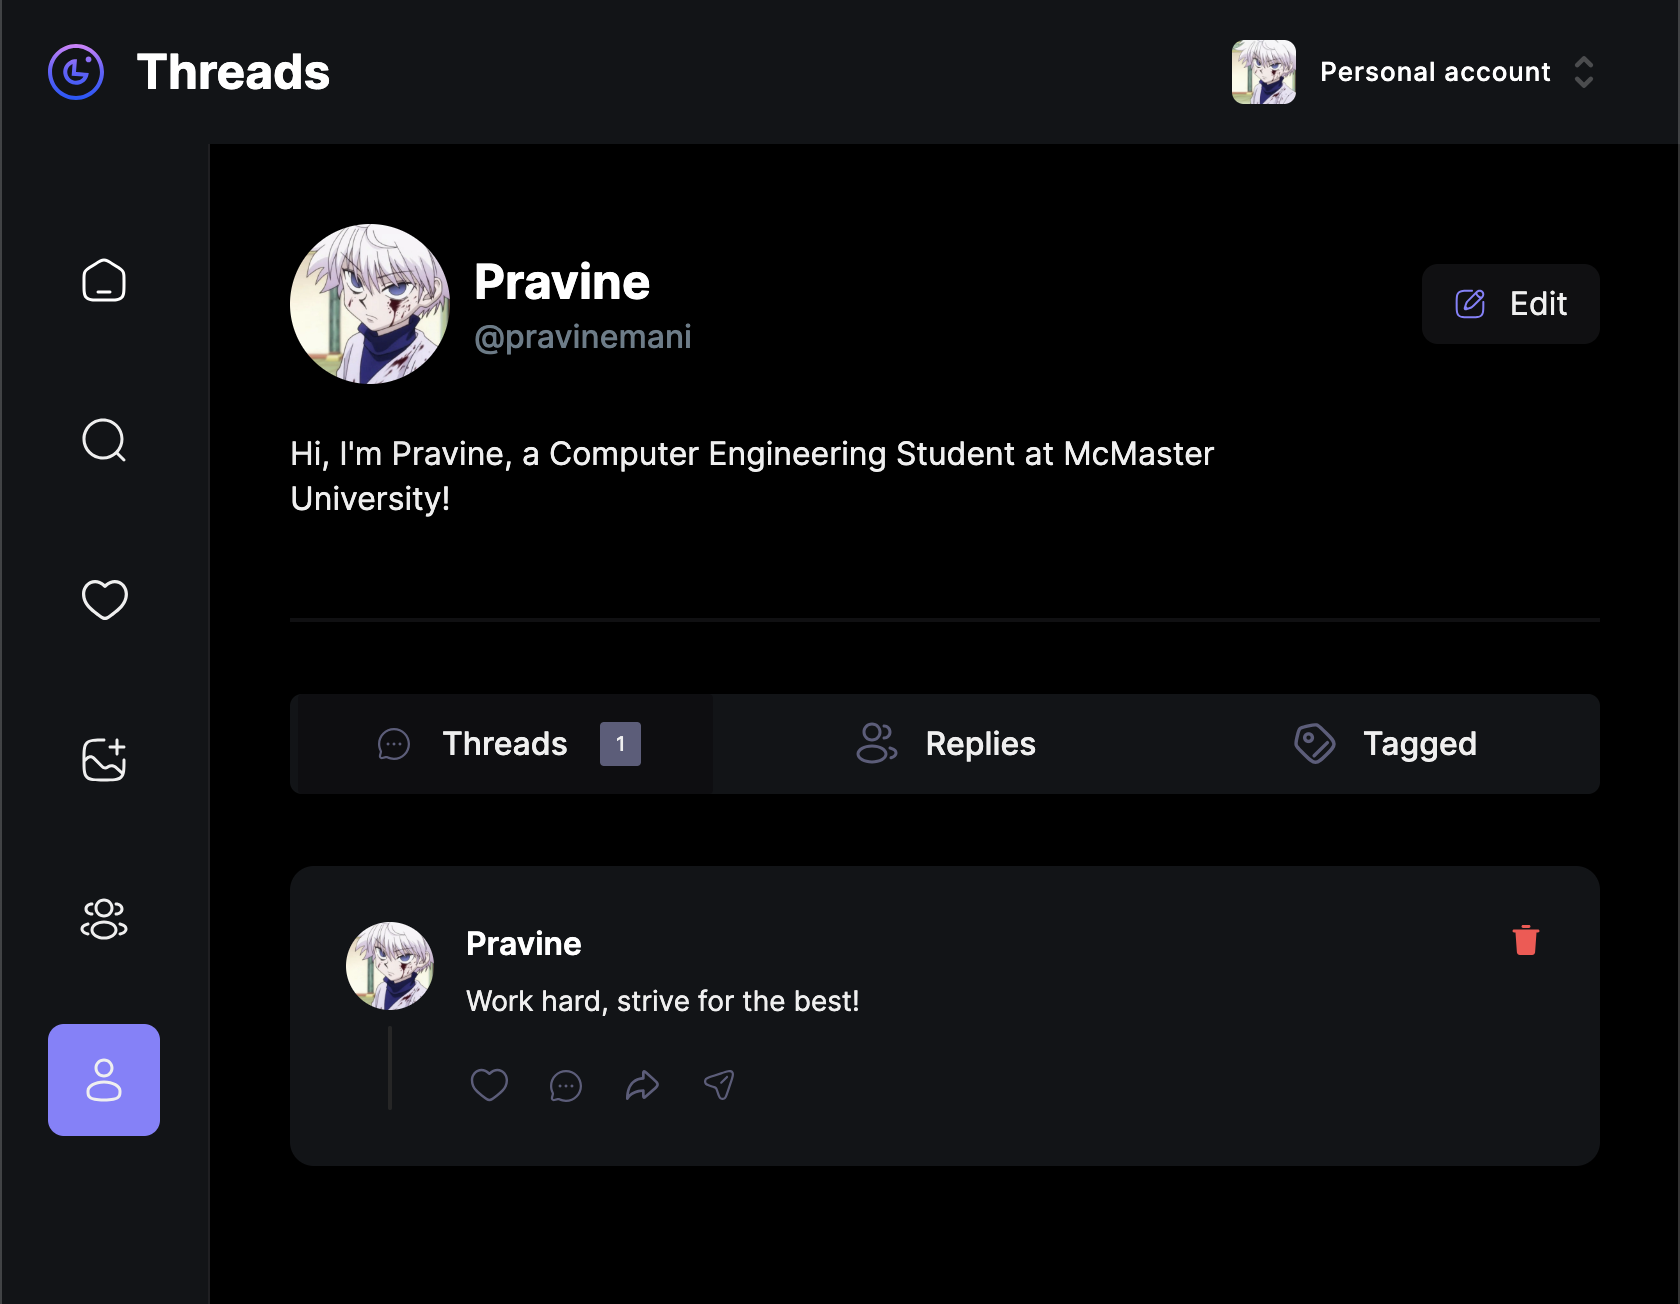 Threads
Personal account
Pravine
@pravinemani
Edit
Hi, I'm Pravine, a Computer Engineering Student at McMaster
University!
Threads 1
Replies
Tagged
Pravine
Work hard, strive for the best!